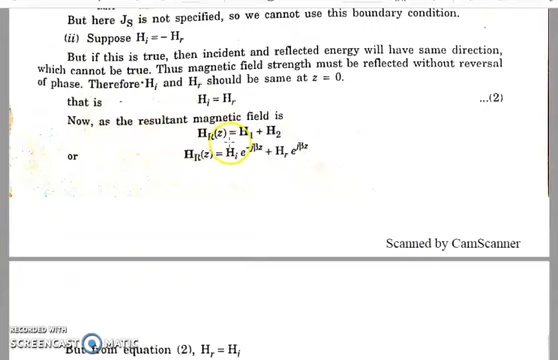 But here J_S is not specified, so we cannot use this boundary condition.
(ii) Suppose H_i = – H_r
But if this is true, then incident and reflected energy will have same direction,
which cannot be true. Thus magnetic field strength must be reflected without reversal
of phase. Therefore H_i and H_r should be same at z = 0.
that is H_i = H_r ...(2)
Now, as the resultant magnetic field is
H_R(z) = H_1 + H_2
or H_R(z) = H_i e^{-jβz} + H_r e^{jβz}
Scanned by CamScanner
RECORDED WITH
SCREENCAST MATIC
But from equation (2), H_r = H_i